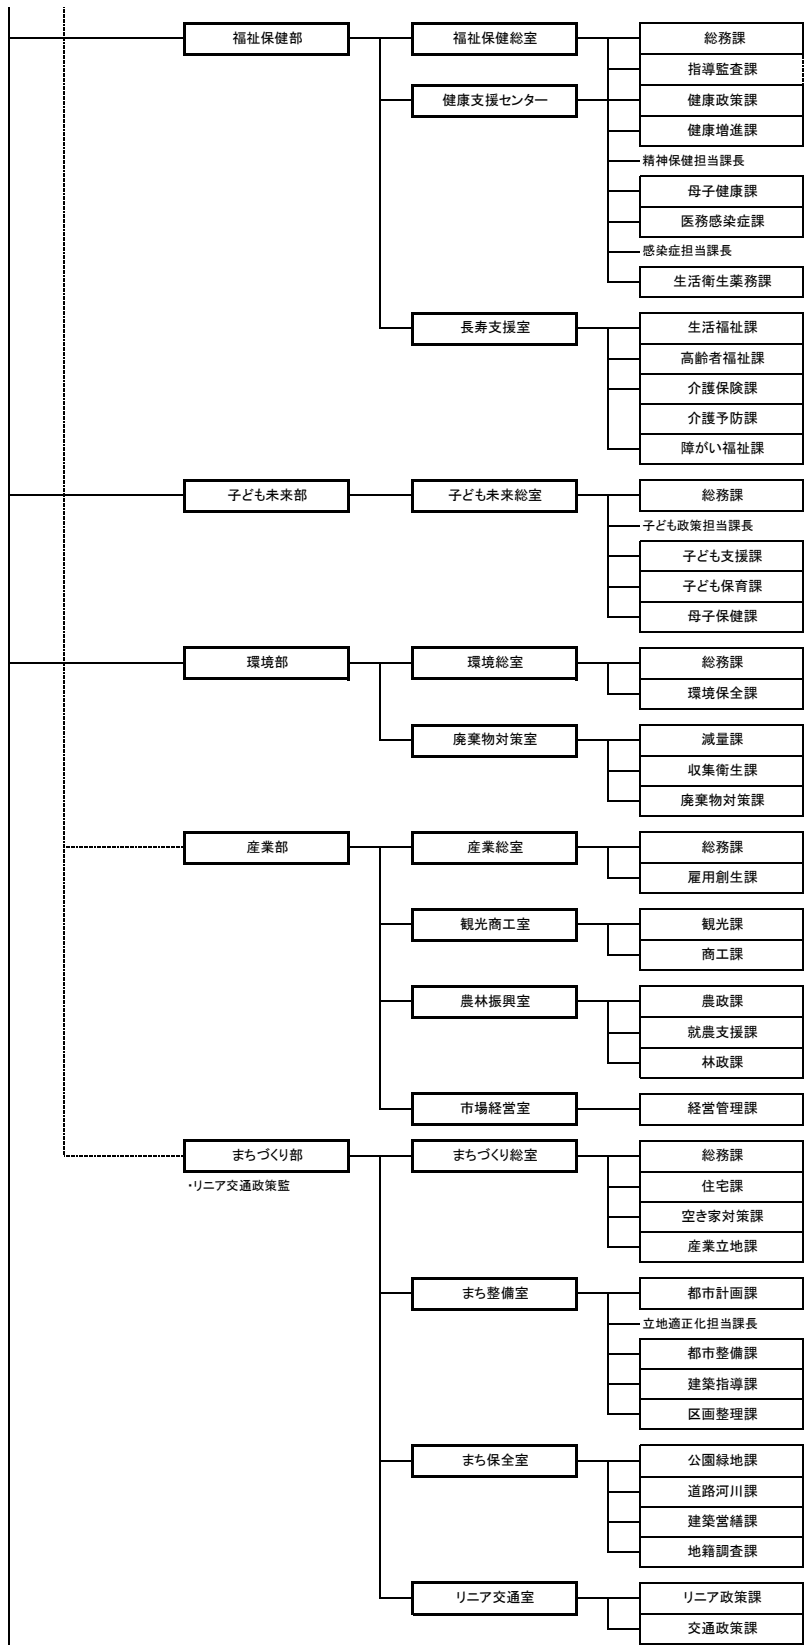 福祉保健部
福祉保健総室
総務課
指導監査課
健康支援センター
健康政策課
健康増進課
精神保健担当課長
母子健康課
医務感染症課
感染症担当課長
生活衛生薬務課
長寿支援室
生活福祉課
高齢者福祉課
介護保険課
介護予防課
障がい福祉課
子ども未来部
子ども未来総室
総務課
子ども政策担当課長
子ども支援課
子ども保育課
母子保健課
環境部
環境総室
総務課
環境保全課
廃棄物対策室
減量課
収集衛生課
廃棄物対策課
産業部
産業総室
総務課
雇用創生課
観光商工室
観光課
商工課
農林振興室
農政課
就農支援課
林政課
市場経営室
経営管理課
まちづくり部
・リニア交通政策監
まちづくり総室
総務課
住宅課
空き家対策課
産業立地課
まち整備室
都市計画課
立地適正化担当課長
都市整備課
建築指導課
区画整理課
まち保全室
公園緑地課
道路河川課
建築営繕課
地籍調査課
リニア交通室
リニア政策課
交通政策課